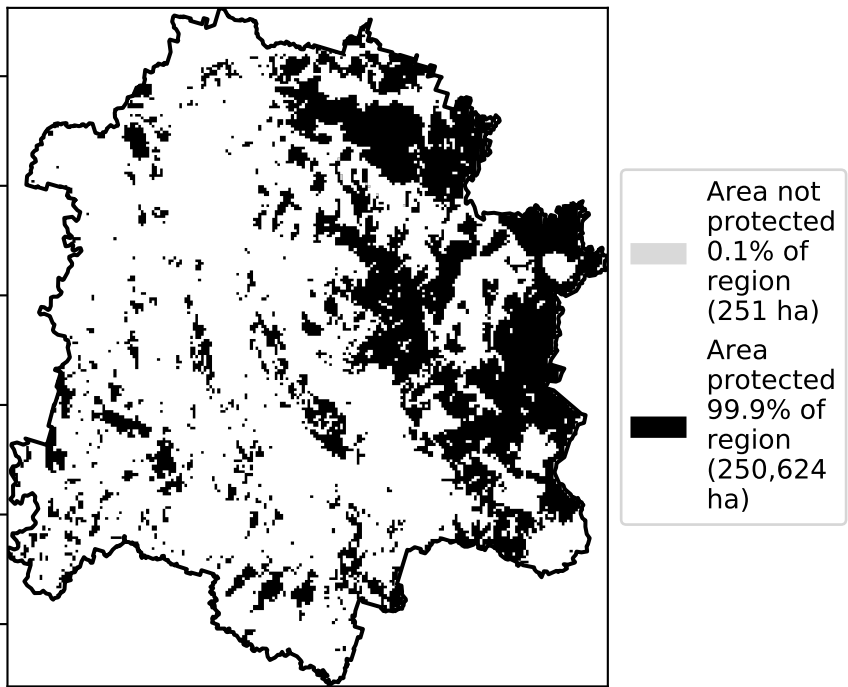 Area not
protected
0.1% of
region
(251 ha)
Area
protected
99.9% of
region
(250,624
ha)